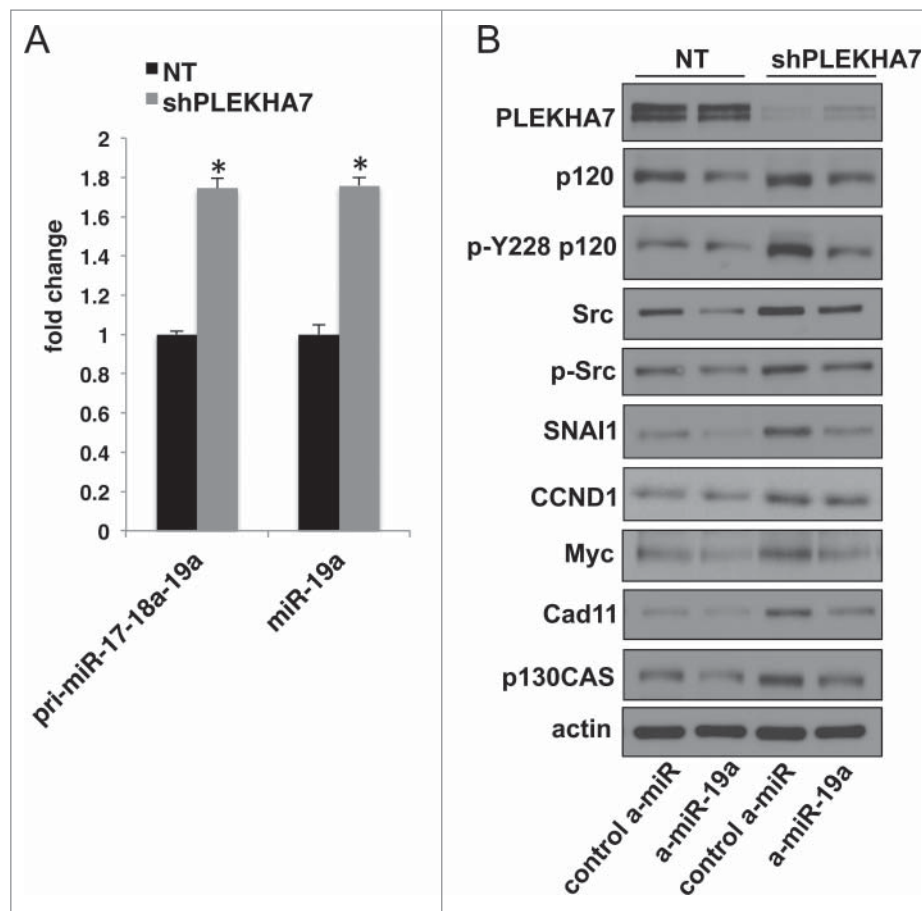 A
NT
shPLEKHA7
2
1.8
1.6
1.4
1.2
1
0.8
0.6
0.4
0.2
0
fold change
* *
pri-miR-17-18a-19a
miR-19a
B
NT shPLEKHA7
PLEKHA7
p120
p-Y228 p120
Src
p-Src
SNAI1
CCND1
Myc
Cad11
p130CAS
actin
control a-miR
a-miR-19a
control a-miR
a-miR-19a